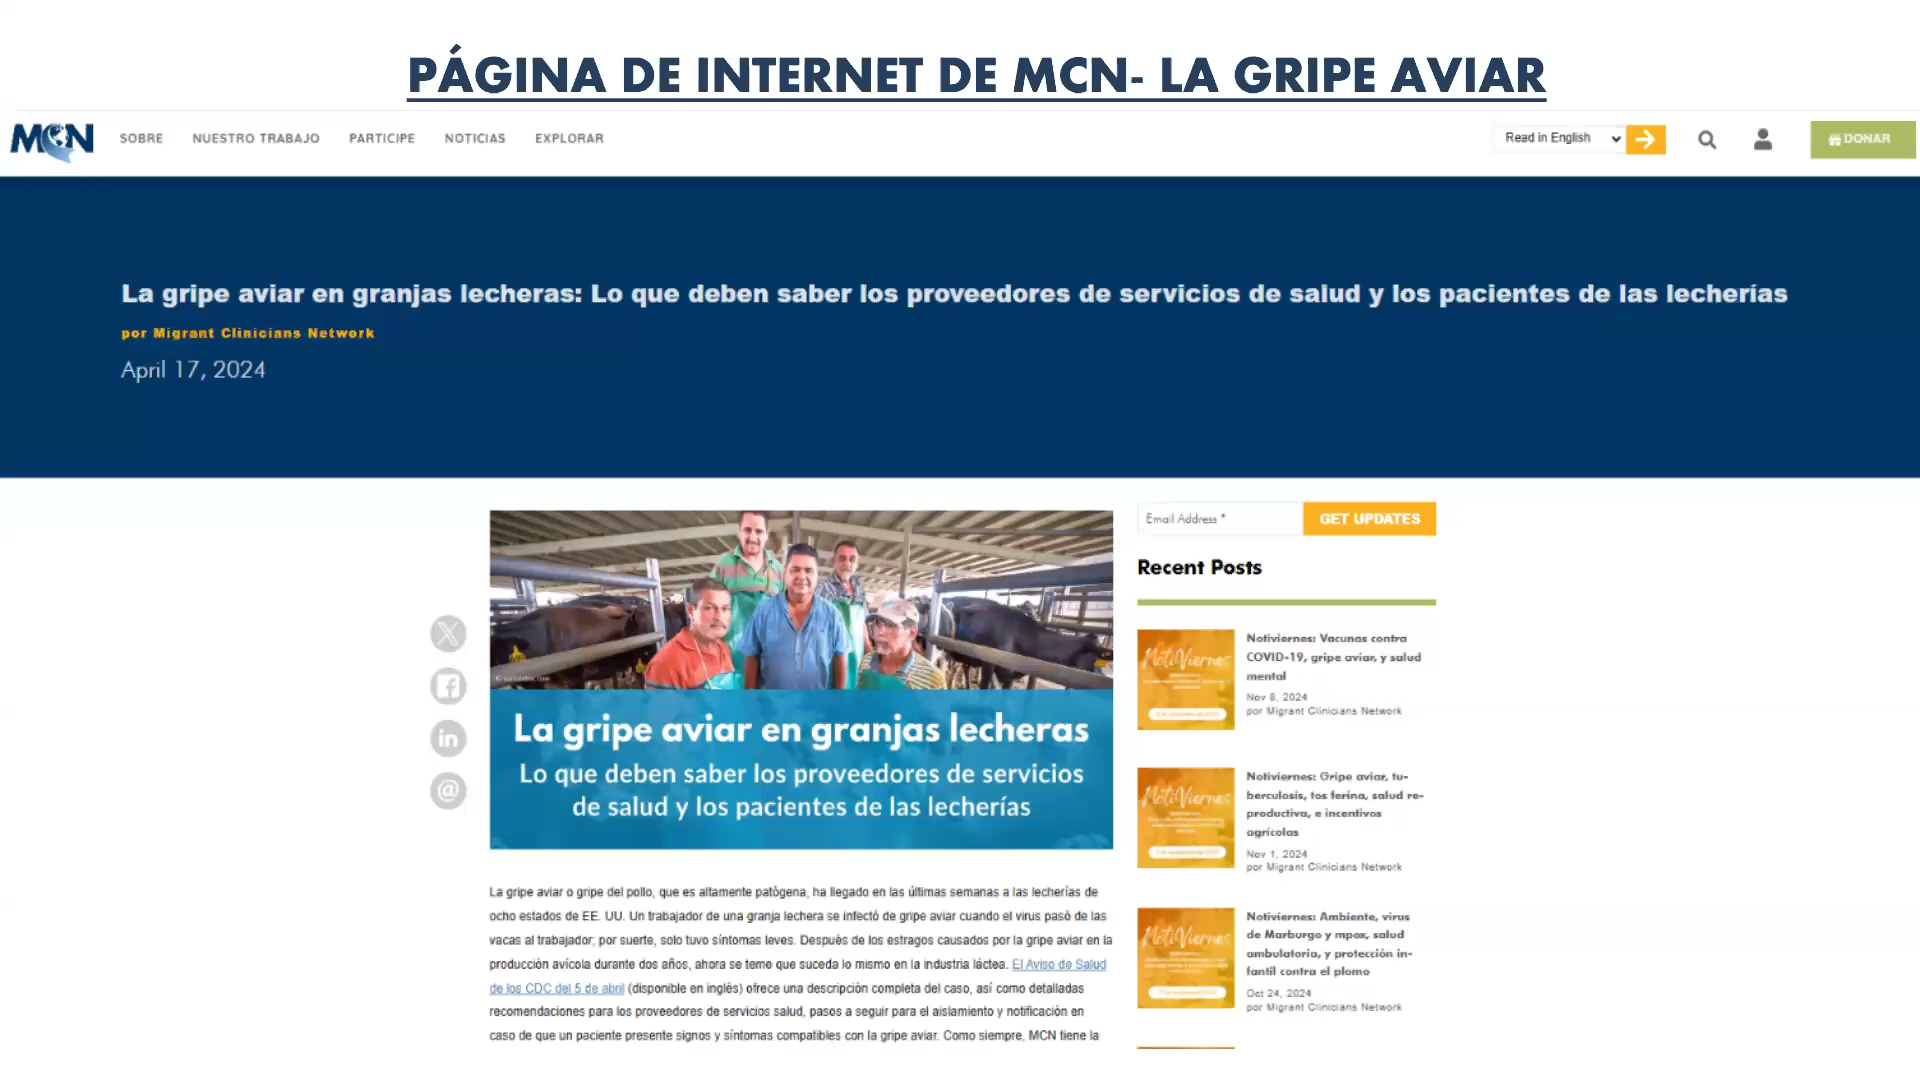 PÁGINA DE INTERNET DE MCN- LA GRIPE AVIAR
MCN
SOBRE NUESTRO TRABAJO PARTICIPE NOTICIAS EXPLORAR
Read in English
DONAR
La gripe aviar en granjas lecheras: Lo que deben saber los proveedores de servicios de salud y los pacientes de las lecherías
por Migrant Clinicians Network
April 17, 2024
La gripe aviar en granjas lecheras
Lo que deben saber los proveedores de servicios
de salud y los pacientes de las lecherías
La gripe aviar o gripe del pollo, que es altamente patógena, ha llegado en las últimas semanas a las lecherías de
ocho estados de EE. UU. Un trabajador de una granja lechera se infectó de gripe aviar cuando el virus pasó de las
vacas al trabajador; por suerte, solo tuvo síntomas leves. Después de los estragos causados por la gripe aviar en la
producción avícola durante dos años, ahora se teme que suceda lo mismo en la industria láctea. El Aviso de Salud
de los CDC del 5 de abril (disponible en inglés) ofrece una descripción completa del caso, así como detalladas
recomendaciones para los proveedores de servicios salud, pasos a seguir para el aislamiento y notificación en
caso de que un paciente presente signos y síntomas compatibles con la gripe aviar. Como siempre, MCN tiene la
Email Address *
GET UPDATES
Recent Posts
NotiViernes
Notiviernes: Vacunas contra
COVID-19, gripe aviar, y salud
mental
Nov 8, 2024
por Migrant Clinicians Network
NotiViernes
Notiviernes: Gripe aviar, tu-
berculosis, tos ferina, salud re-
productiva, e incentivos
agrícolas
Nov 1, 2024
por Migrant Clinicians Network
NotiViernes
Notiviernes: Ambiente, virus
de Marburgo y mpox, salud
ambulatoria, y protección in-
fantil contra el plomo
Oct 24, 2024
por Migrant Clinicians Network